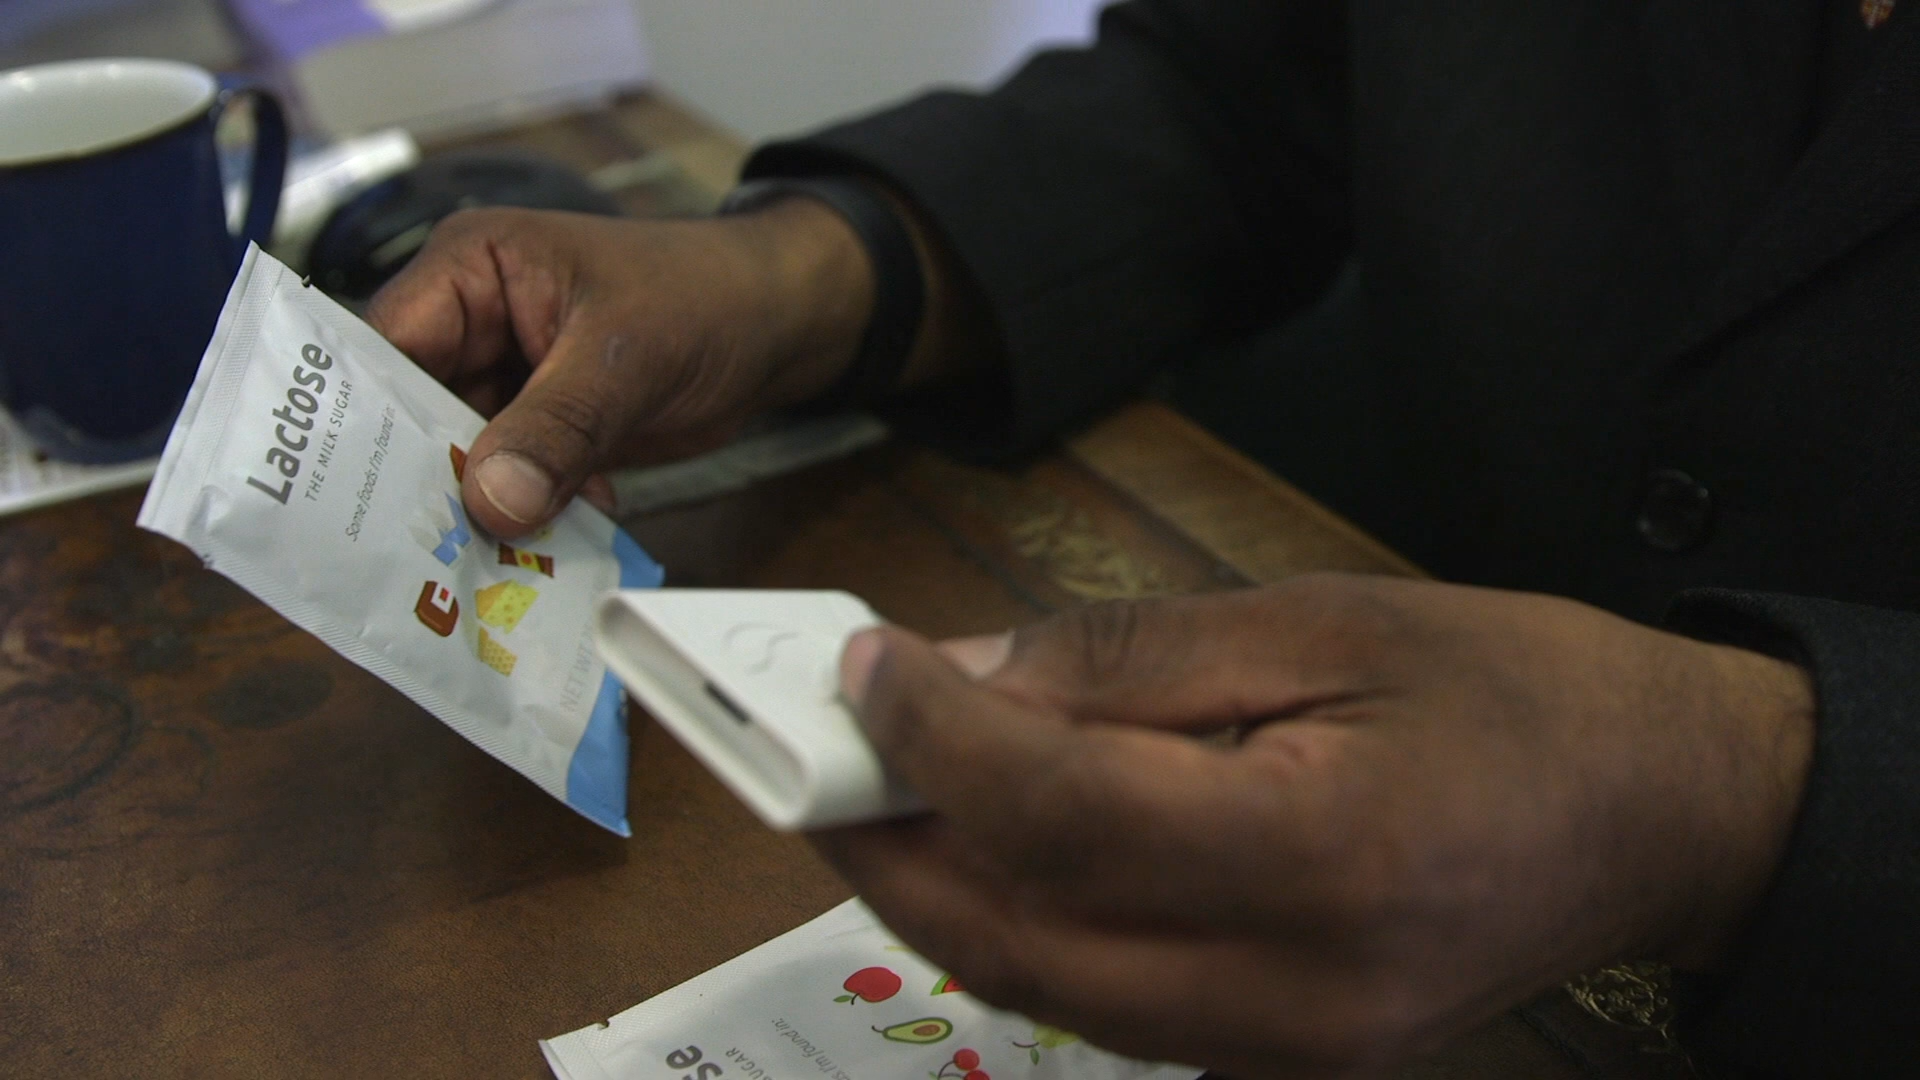 Lactose
THE MILK SUGAR
Some foods I'm found in:
NET WT
se
SUGAR
I'm found in: